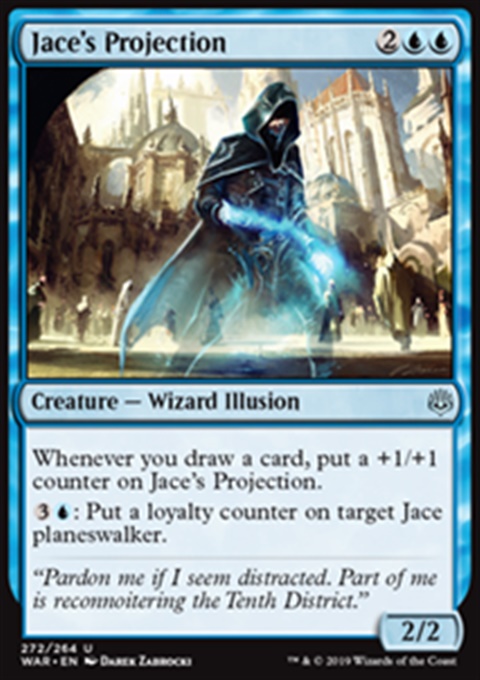 Jace's Projection 2
Creature — Wizard Illusion
Whenever you draw a card, put a +1/+1
counter on Jace's Projection.
3 : Put a loyalty counter on target Jace
planeswalker.
"Pardon me if I seem distracted. Part of me
is reconnoitering the Tenth District."
2/2
272/264 U
WAR • EN Darek Zabrocki
™ & © 2019 Wizards of the Coast